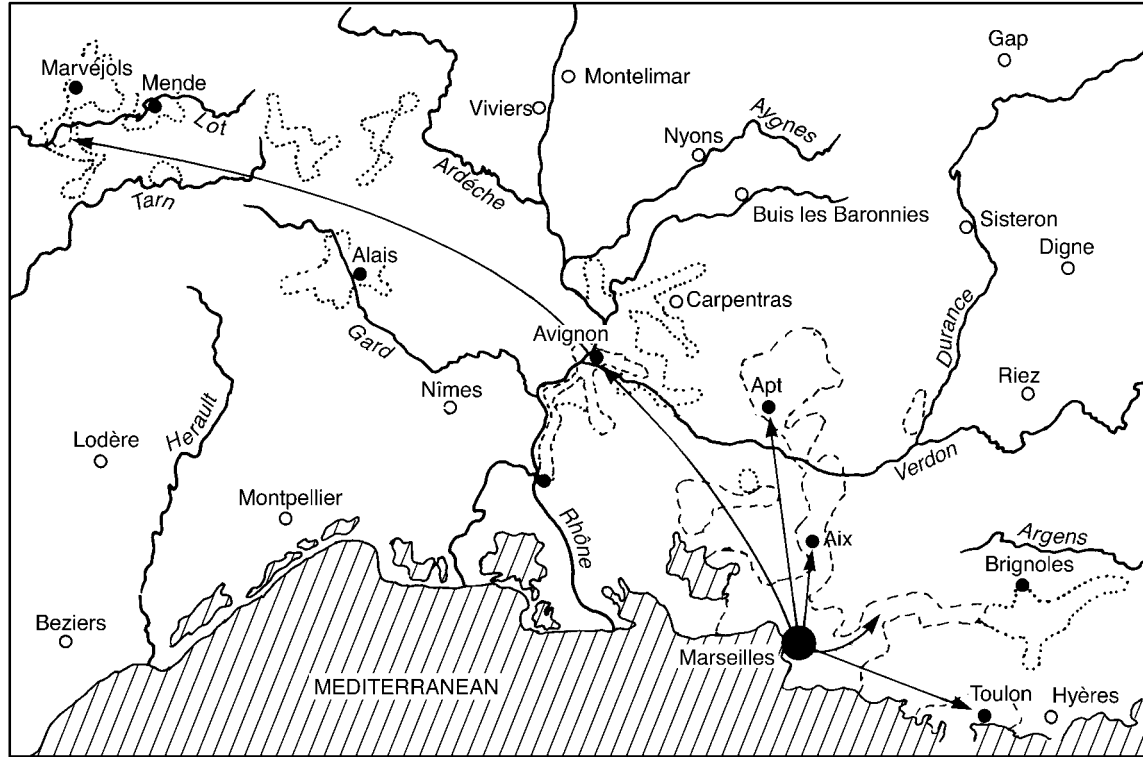 Gap
Marvejols
Mende
Montelimar
Viviers
Lot
Nyons
Aygnes
Ardéche
Tarn
Buis les Baronnies
Sisteron
Digne
Alais
Carpentras
Durance
Avignon
Gard
Nîmes
Apt
Riez
Herault
Lodère
Verdon
Montpellier
Rhône
Aix
Argens
Brignoles
Beziers
Marseilles
MEDITERRANEAN
Toulon
Hyères